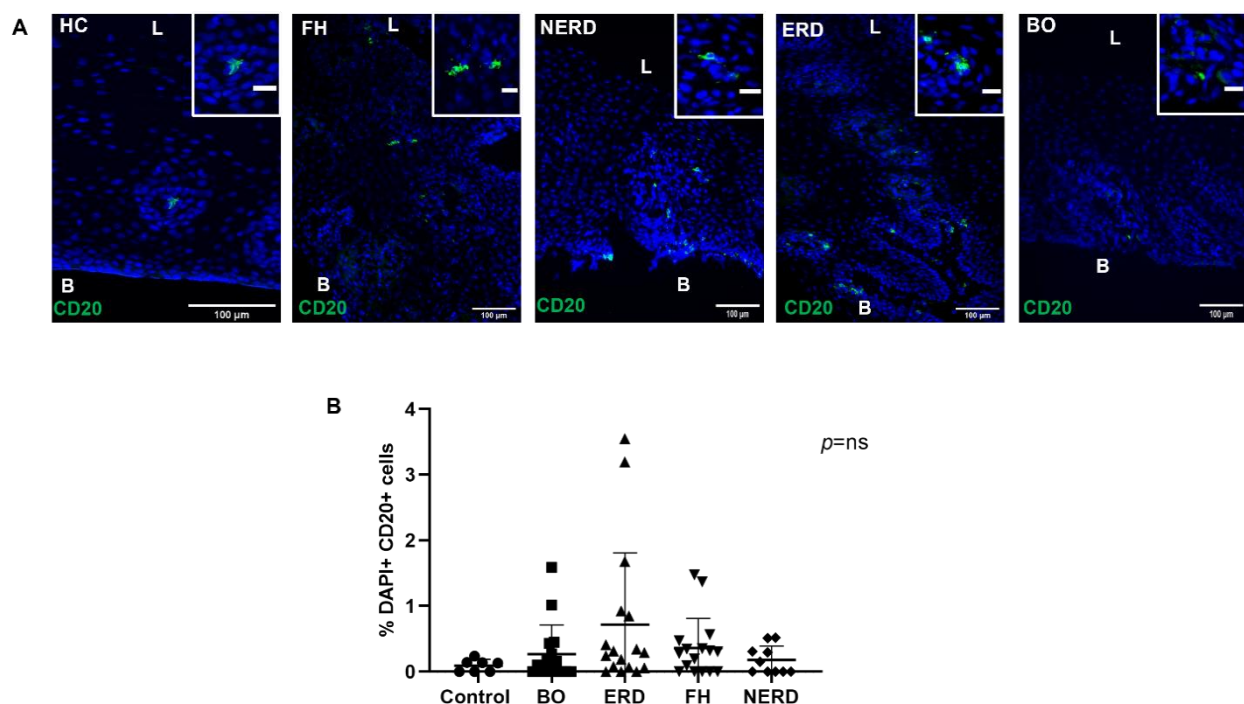 A
HC
L
B
CD20
100 µm
FH
L
B
CD20
100 µm
NERD
L
B
CD20
100 µm
ERD
L
CD20
B
100 µm
BO
L
B
CD20
100 µm
B
% DAPI+ CD20+ cells
4
3
2
1
0
p=ns
Control BO ERD FH NERD